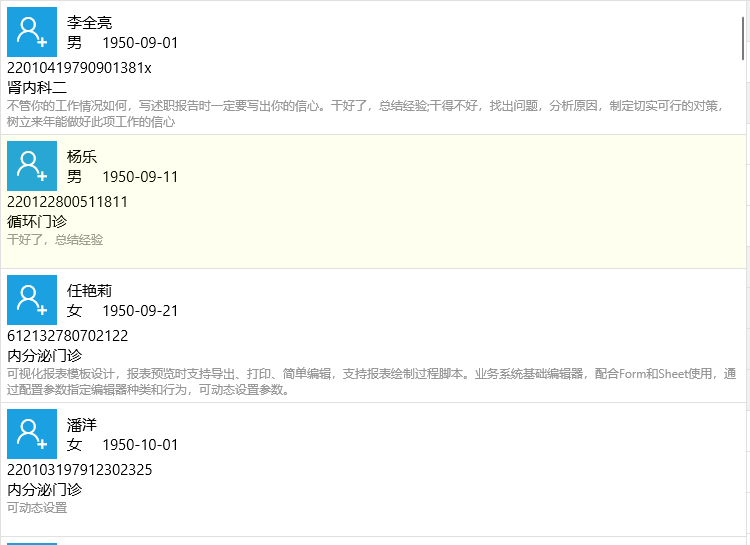 李全亮
男 1950-09-01
22010419790901381x
肾内科二
不管你的工作情况如何，写述职报告时一定要写出你的信心。干好了，总结经验;干得不好，找出问题，分析原因，制定切实可行的对策，
树立来年能做好此项工作的信心
杨乐
男 1950-09-11
220122800511811
循环门诊
干好了，总结经验
任艳莉
女 1950-09-21
612132780702122
内分泌门诊
可视化报表模板设计，报表预览时支持导出、打印、简单编辑，支持报表绘制过程脚本。业务系统基础编辑器，配合Form和Sheet使用，通
过配置参数指定编辑器种类和行为，可动态设置参数。
潘洋
女 1950-10-01
220103197912302325
内分泌门诊
可动态设置